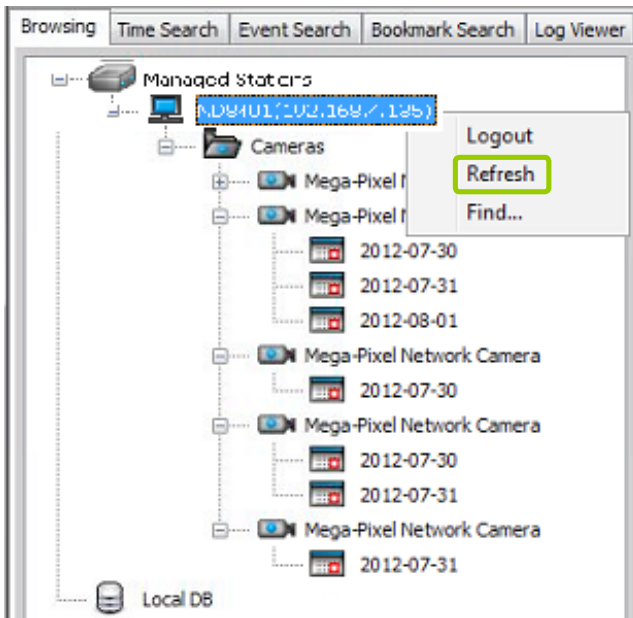 Browsing Time Search Event Search Bookmark Search Log Viewer
Managed Stations
Logout
Cameras
Refresh
Mega-Pixel
Find...
Mega-Pixel
2012-07-30
2012-07-31
2012-08-01
Mega-Pixel Network Camera
2012-07-30
Mega-Pixel Network Camera
2012-07-30
2012-07-31
Mega-Pixel Network Camera
2012-07-31
Local DB